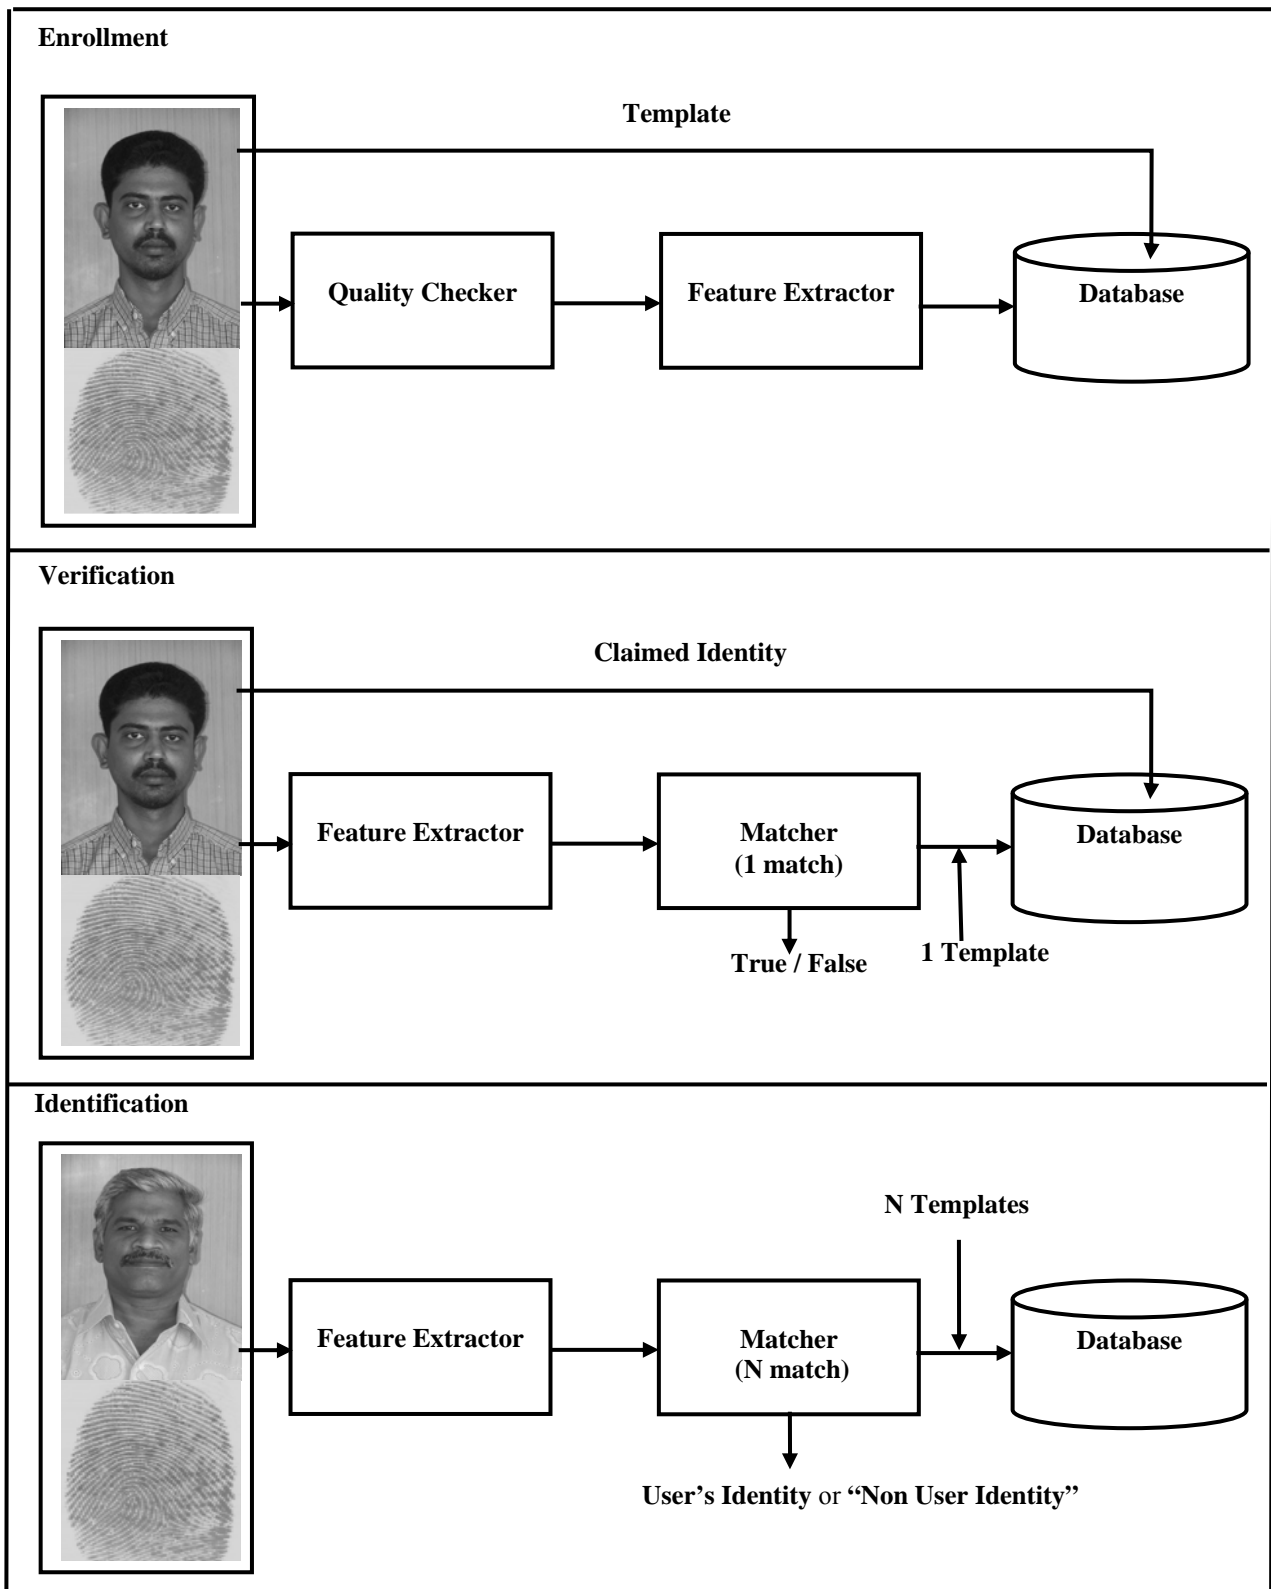 Enrollment
Template
Quality Checker
Feature Extractor
Database
Verification
Claimed Identity
Feature Extractor
Matcher
(1 match)
Database
True / False
1 Template
Identification
N Templates
Feature Extractor
Matcher
(N match)
Database
User’s Identity or “Non User Identity”